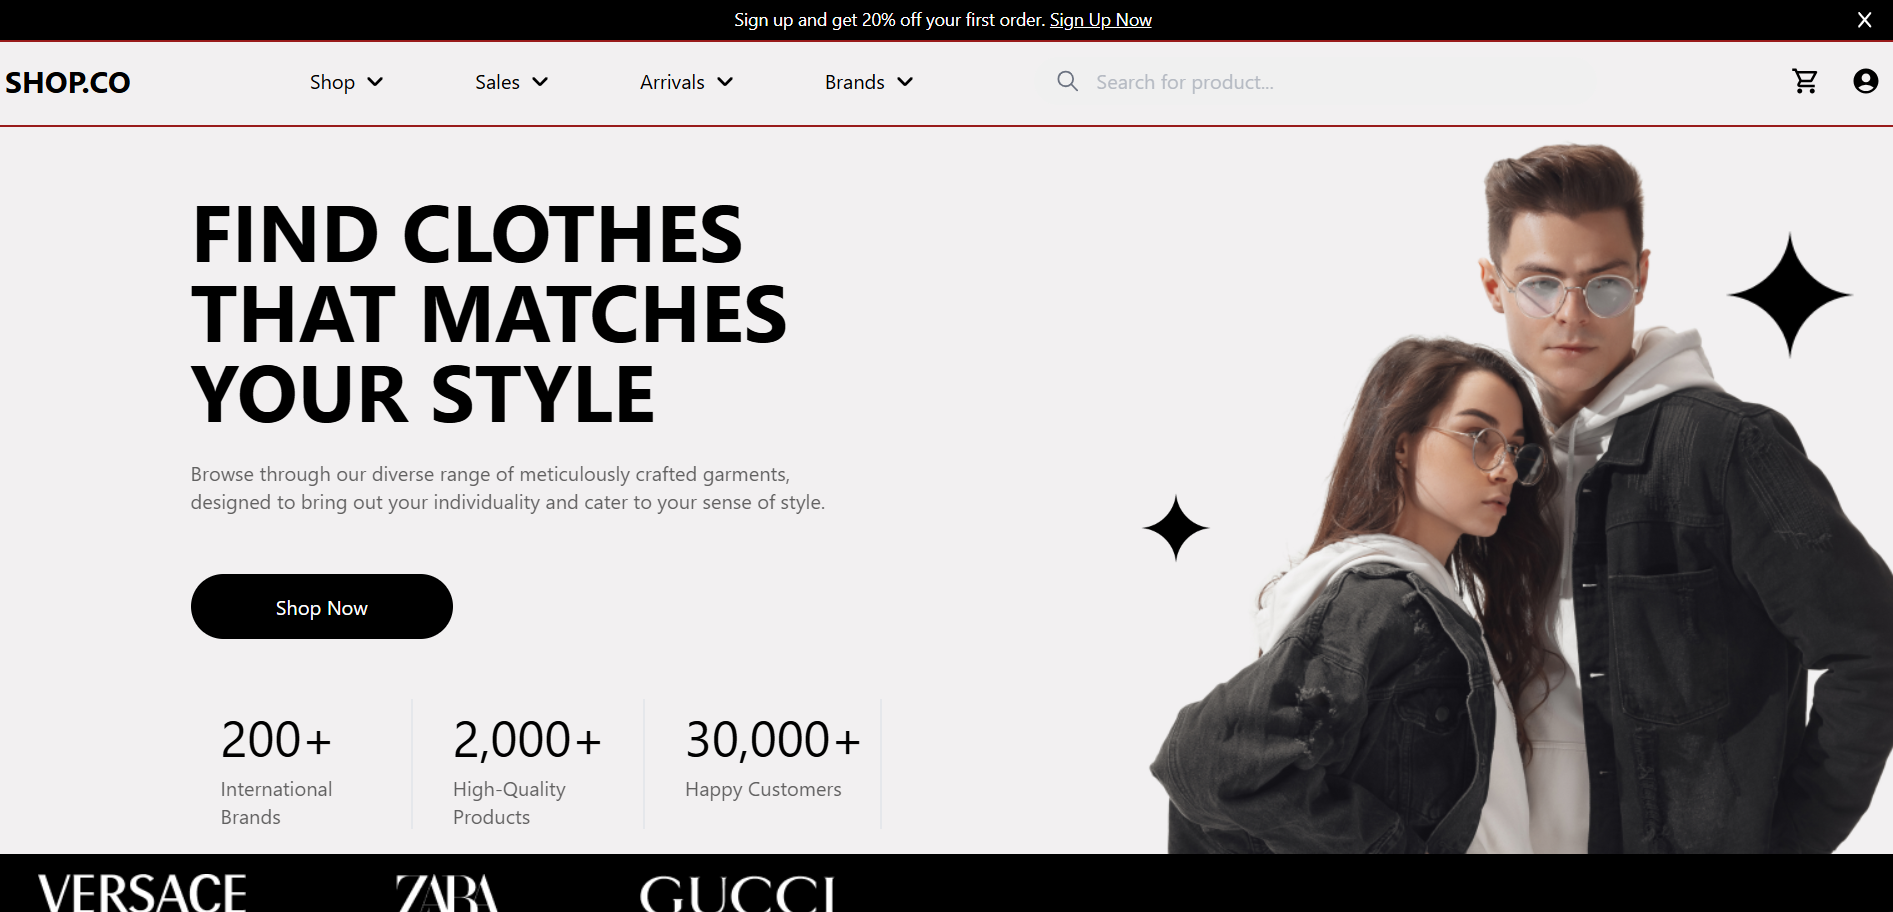 Sign up and get 20% off your first order. Sign Up Now
SHOP.CO
Shop
Sales
Arrivals
Brands
Search for product...
FIND CLOTHES
THAT MATCHES
YOUR STYLE
Browse through our diverse range of meticulously crafted garments,
designed to bring out your individuality and cater to your sense of style.
Shop Now
200+
International
Brands
2,000+
High-Quality
Products
30,000+
Happy Customers
VERSACE
ZARA
GUCCI